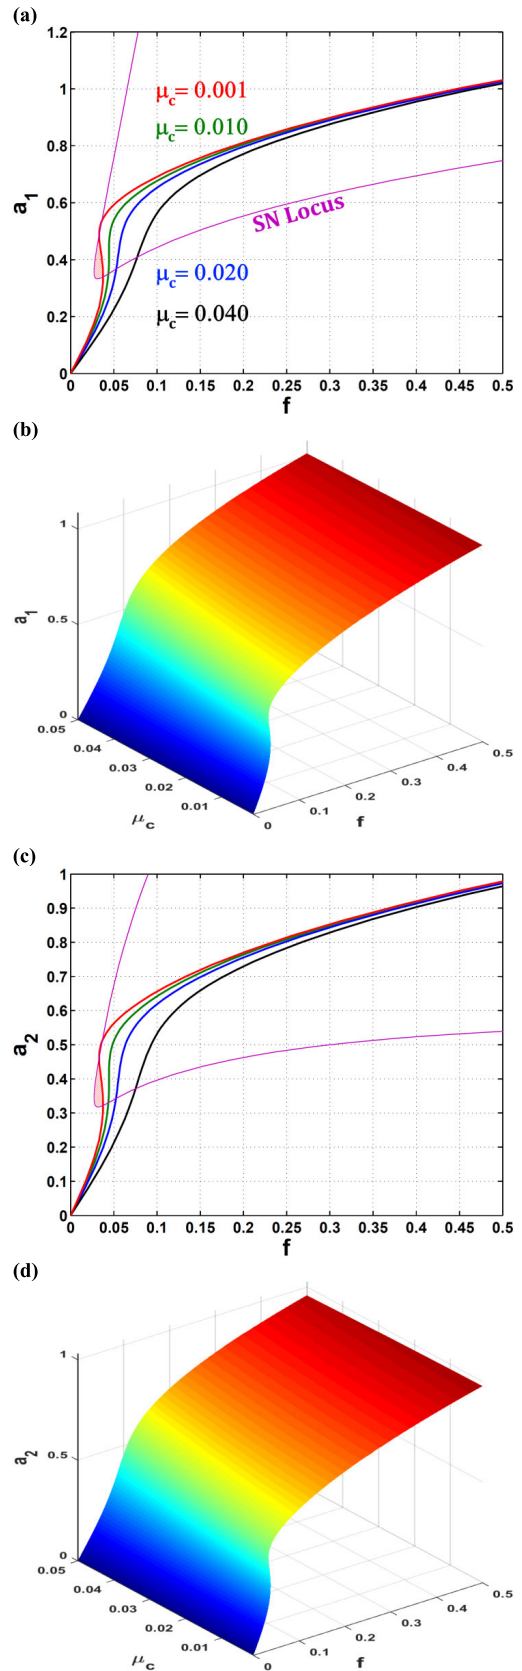 (a)
1.2
1
0.8
0.6
0.4
0.2
0
a1
μc= 0.001
μc= 0.010
SN Locus
μc= 0.020
μc= 0.040
0 0.05 0.1 0.15 0.2 0.25 0.3 0.35 0.4 0.45 0.5
f
(b)
1
0.5
0
a1
0.05
0.04
0.03
0.02
0.01
μc
0 0.1 0.2 0.3 0.4 0.5
f
(c)
1
0.9
0.8
0.7
0.6
0.5
0.4
0.3
0.2
0.1
0
a2
0 0.05 0.1 0.15 0.2 0.25 0.3 0.35 0.4 0.45 0.5
f
(d)
1
0.5
0
a2
0.05
0.04
0.03
0.02
0.01
μc
0 0.1 0.2 0.3 0.4 0.5
f